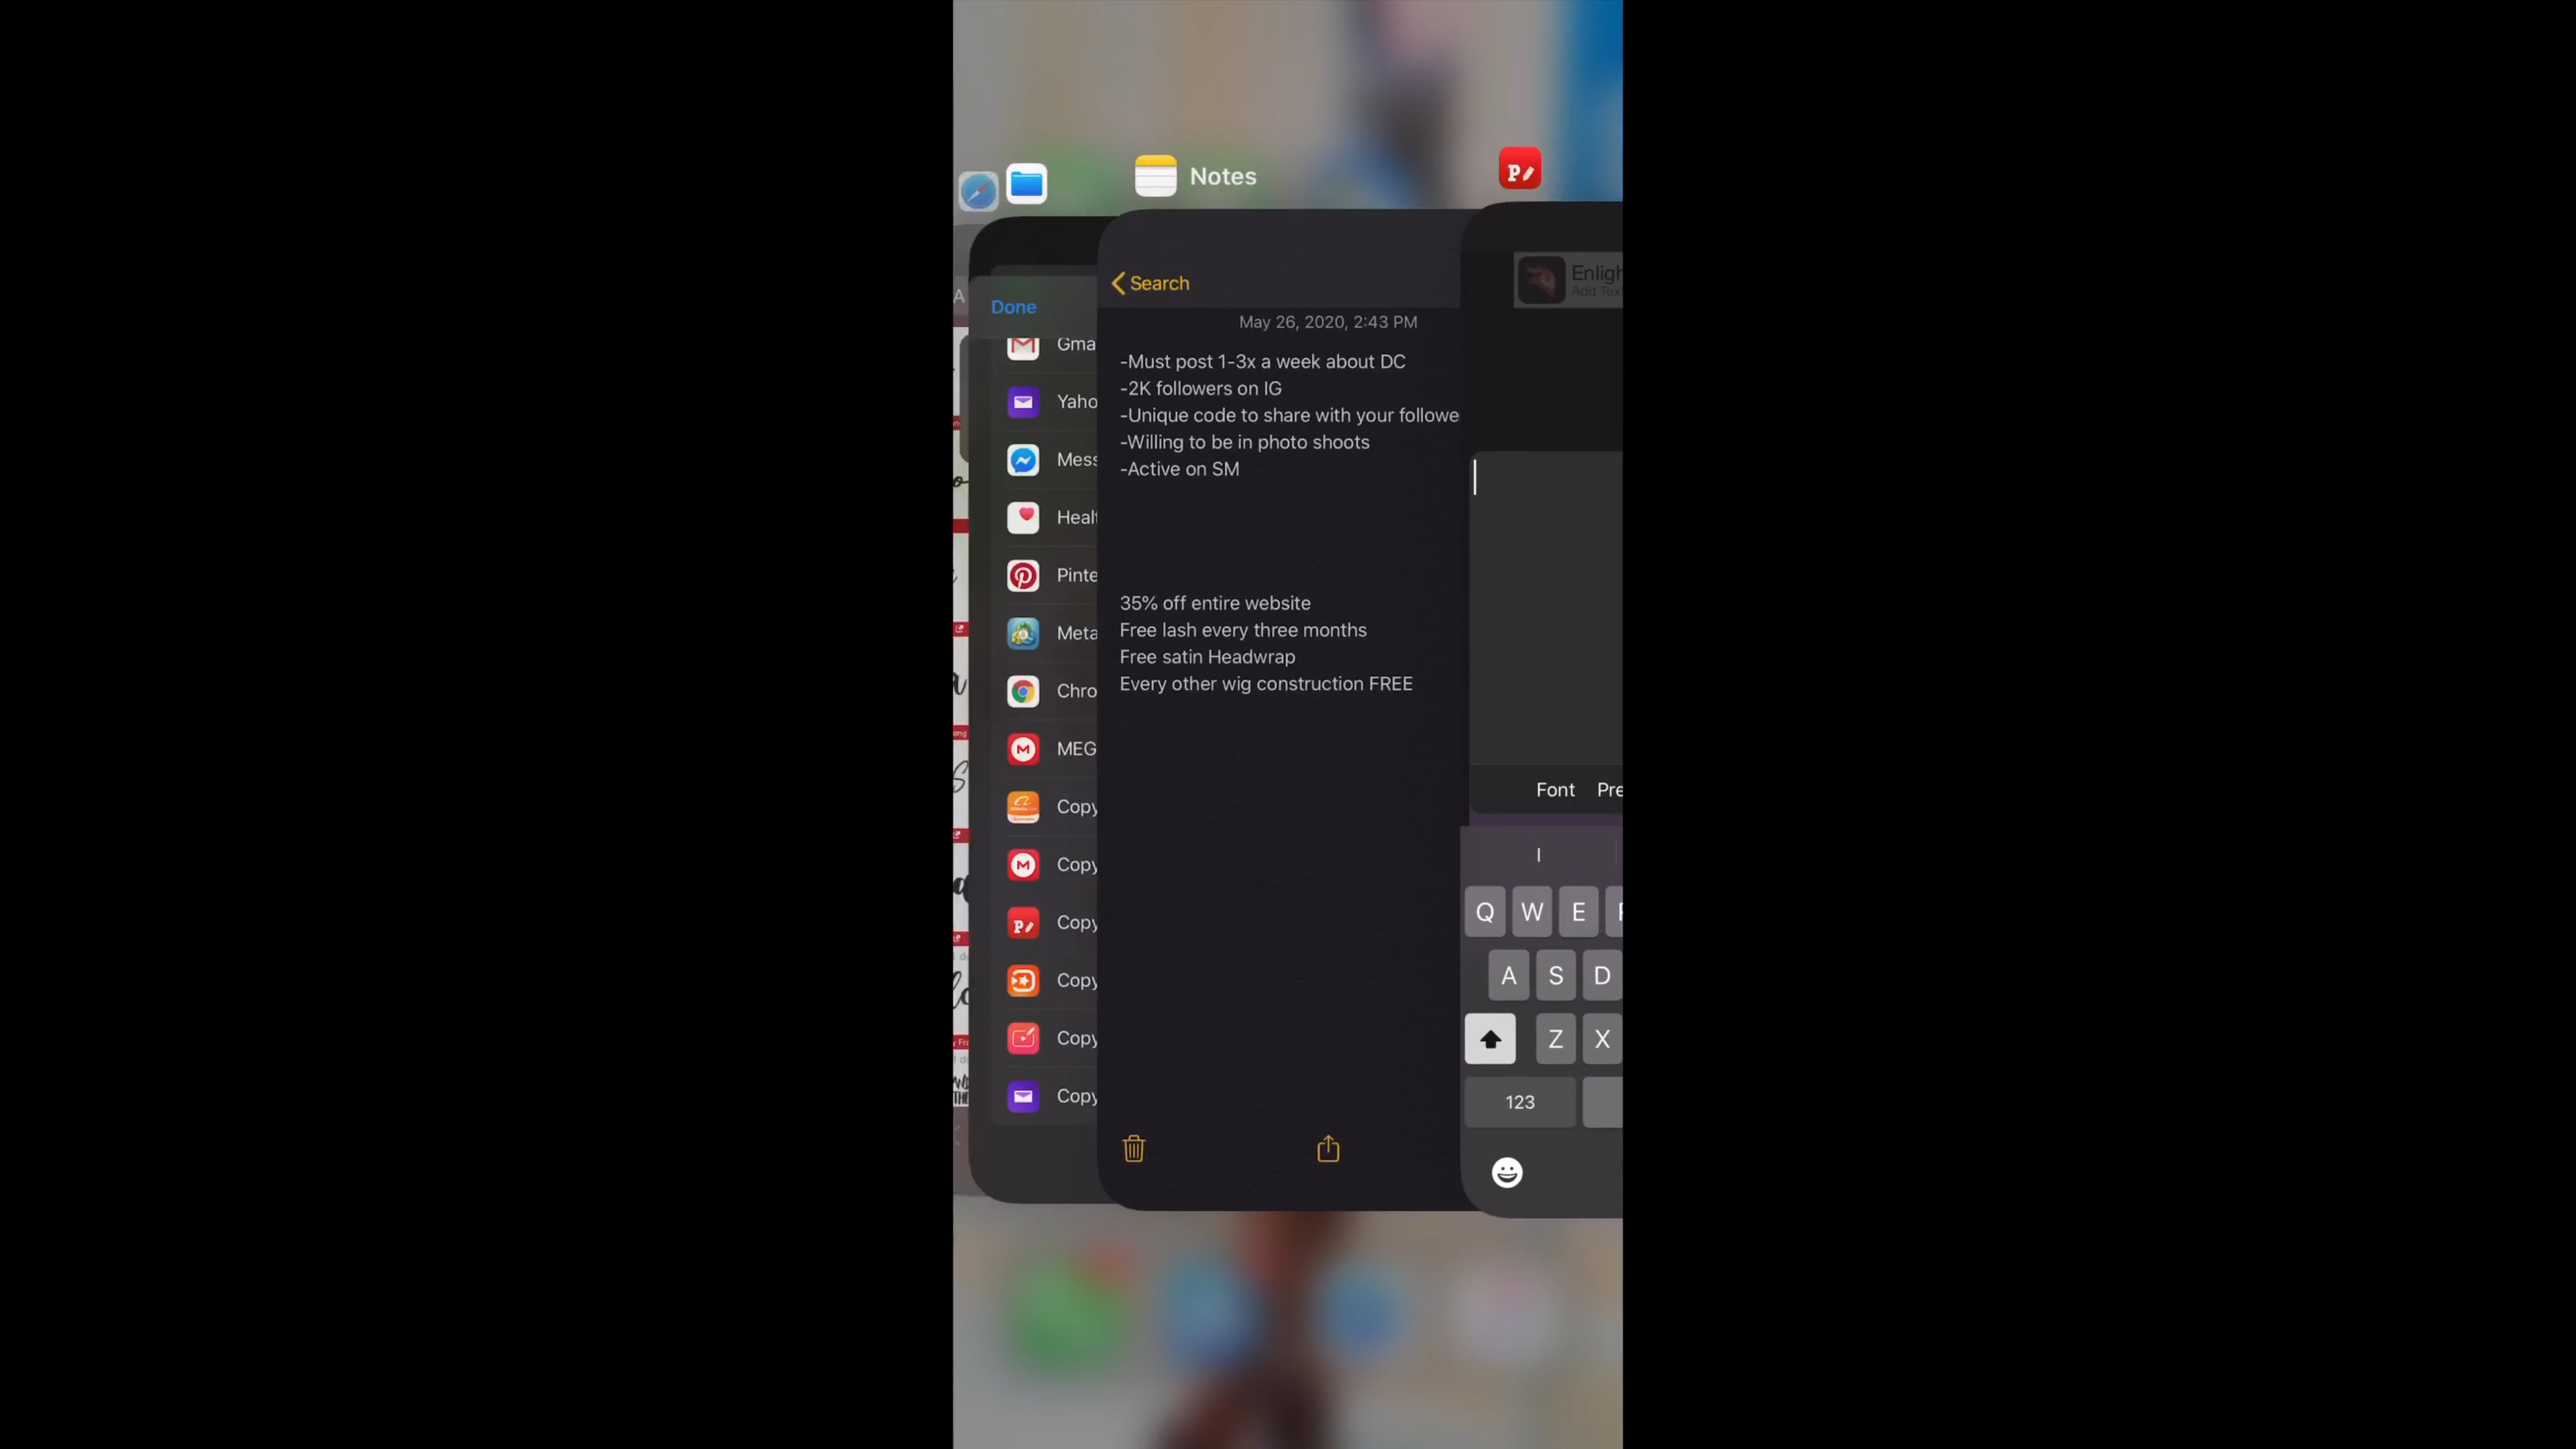 Notes
Search
Done
May 26, 2020, 2:43 PM
-Must post 1-3x a week about DC
-2K followers on IG
-Unique code to share with your followe
-Willing to be in photo shoots
-Active on SM
35% off entire website
Free lash every three months
Free satin Headwrap
Every other wig construction FREE
Gma
Yaho
Mess
Healt
Pinte
Meta
Chro
MEG
Copy
Copy
Copy
Copy
Copy
Copy
Enligh
Add Tex
Font Pre
I
Q W E
A S D
Z X
123